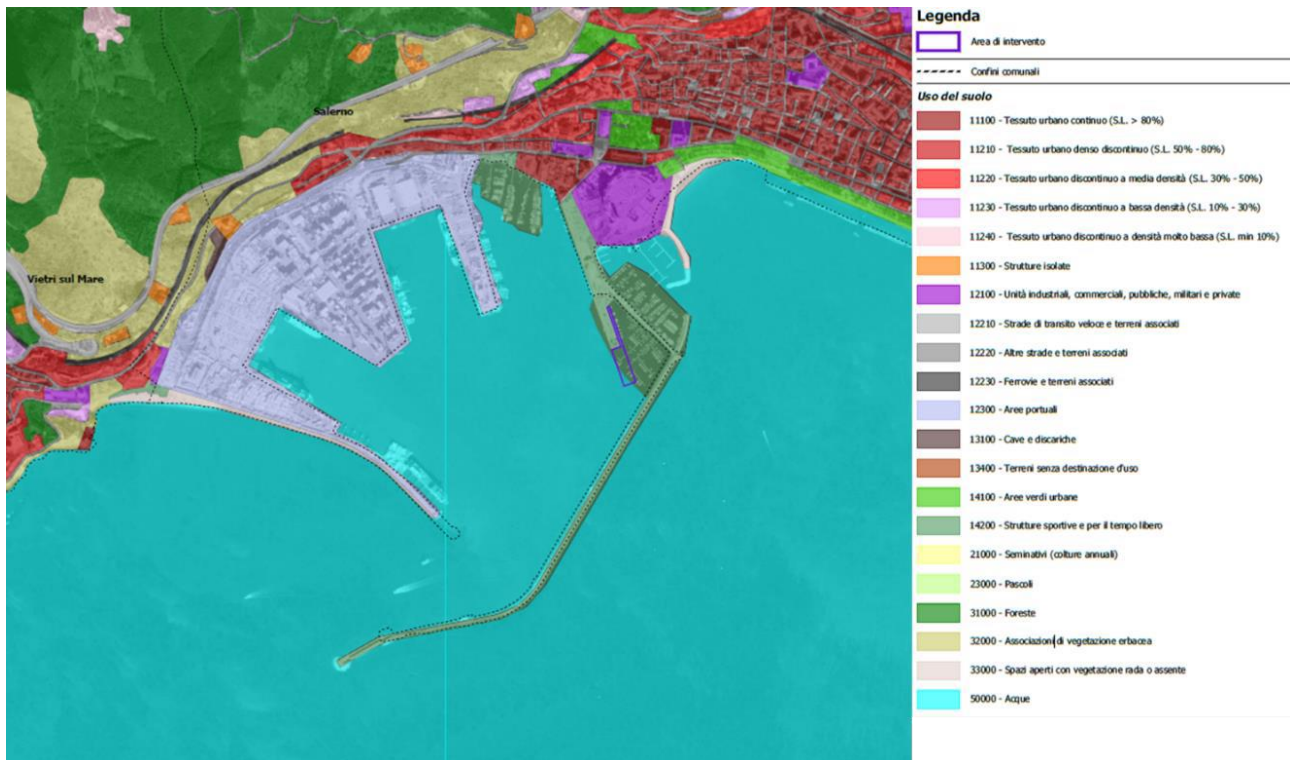 Salerno
Vietri sul Mare
Legenda
Area di intervento
Confini comunali
Uso del suolo
11100 - Tessuto urbano continuo (S.L. > 80%)
11210 - Tessuto urbano denso discontinuo (S.L. 50% - 80%)
11220 - Tessuto urbano discontinuo a media densità (S.L. 30% - 50%)
11230 - Tessuto urbano discontinuo a bassa densità (S.L. 10% - 30%)
11240 - Tessuto urbano discontinuo a densità molto bassa (S.L. min 10%)
11300 - Strutture isolate
12100 - Unità industriali, commerciali, pubbliche, militari e private
12210 - Strade di transito veloce e terreni associati
12220 - Altre strade e terreni associati
12230 - Ferrovie e terreni associati
12300 - Aree portuali
13100 - Cave e discariche
13400 - Terreni senza destinazione d'uso
14100 - Aree verdi urbane
14200 - Strutture sportive e per il tempo libero
21000 - Seminativi (colture annuali)
23000 - Pascoli
31000 - Foreste
32000 - Associazioni di vegetazione erbacea
33000 - Spazi aperti con vegetazione rada o assente
50000 - Acque